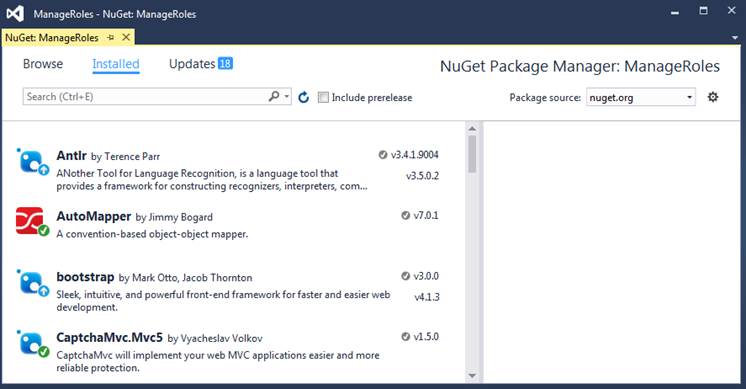 ManageRoles - NuGet: ManageRoles
NuGet: ManageRoles
Browse Installed Updates 18
NuGet Package Manager: ManageRoles
Search (Ctrl+E)
Include prerelease
Package source: nuget.org
Antlr by Terence Parr v3.4.1.9004
ANother Tool for Language Recognition, is a language tool that v3.5.0.2
provides a framework for constructing recognizers, interpreters, com...
AutoMapper by Jimmy Bogard v7.0.1
A convention-based object-object mapper.
bootstrap by Mark Otto, Jacob Thornton v3.0.0
Sleek, intuitive, and powerful front-end framework for faster and easier web v4.1.3
development.
CaptchaMvc.Mvc5 by Vyacheslav Volkov v1.5.0
CaptchaMvc will implement your web MVC applications easier and more
reliable protection.